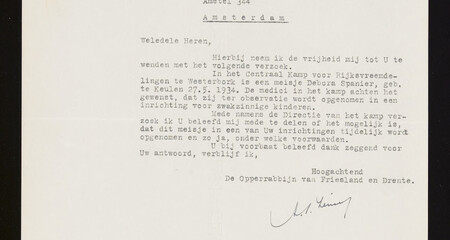 Amstel 344
Amsterdam
Weledele Heren,
Hierbij neem ik de vrijheid mij tot U te
wenden met het volgende verzoek.
In het Centraal Kamp voor Rijksvreemde-
lingen te Westerbork is een meisje Debora Spanier, geb.
te Keulen 27.5. 1934. De medici in het kamp achten het
gewenst, dat zij ter observatie wordt opgenomen in een
inrichting voor zwakzinnige kinderen.
Mede namens de Directie van het kamp ver-
zoek ik U beleefd mij mede te delen of het mogelijk is,
dat dit meisje in een van Uw inrichtingen tijdelijk wordt
opgenomen en zo ja, onder welke voorwaarden.
U bij voorbaat beleefd dank zeggend voor
Uw antwoord, verblijf ik,
Hoogachtend
De Opperrabbijn van Friesland en Drente.